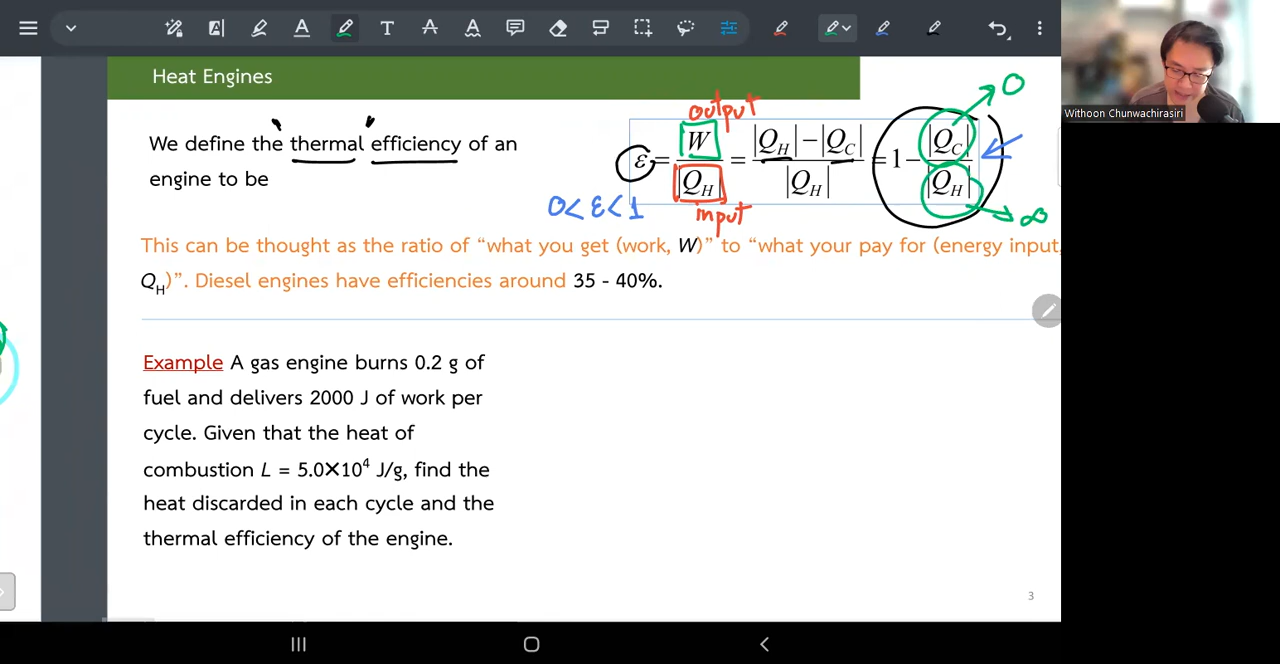 Heat Engines
Withoon Chunwachirasiri
output
0
We define the thermal efficiency of an
engine to be
ε = W / |Q_H| = |Q_H| − |Q_C| / |Q_H| = 1 − |Q_C| / |Q_H|
0 < ε < 1
input
∞
This can be thought as the ratio of “what you get (work, W)” to “what your pay for (energy input,
Q_H)”. Diesel engines have efficiencies around 35 - 40%.
Example A gas engine burns 0.2 g of
fuel and delivers 2000 J of work per
cycle. Given that the heat of
combustion L = 5.0×10⁴ J/g, find the
heat discarded in each cycle and the
thermal efficiency of the engine.
3